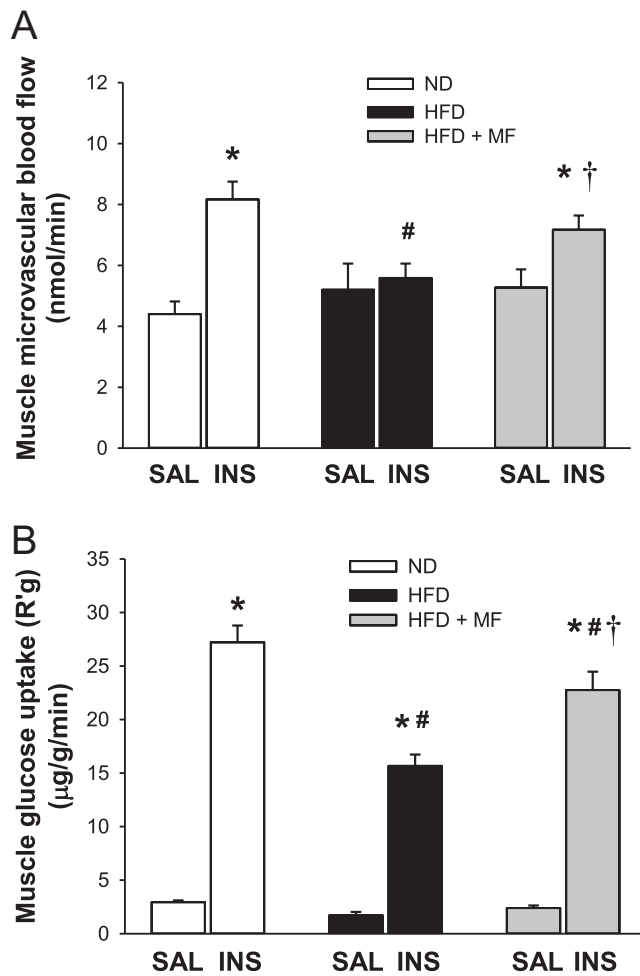 A
Muscle microvascular blood flow
(nmol/min)
12
10
8
6
4
2
0
ND
HFD
HFD + MF
*
#
* †
SAL INS SAL INS SAL INS
B
Muscle glucose uptake (R'g)
(μg/g/min)
35
30
25
20
15
10
5
0
ND
HFD
HFD + MF
*
* #
* # †
SAL INS SAL INS SAL INS